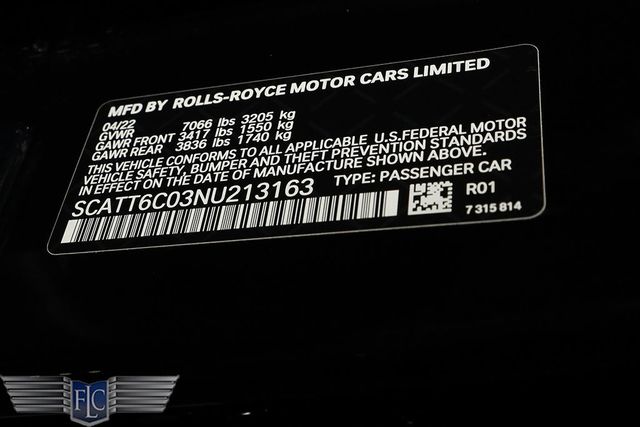 MFD BY ROLLS-ROYCE MOTOR CARS LIMITED
04/22 7066 lbs 3205 kg
GVWR
GAWR FRONT 3417 lbs 1550 kg
GAWR REAR 3836 lbs 1740 kg
THIS VEHICLE CONFORMS TO ALL APPLICABLE U.S.FEDERAL MOTOR
VEHICLE SAFETY, BUMPER AND THEFT PREVENTION STANDARDS
IN EFFECT ON THE DATE OF MANUFACTURE SHOWN ABOVE.
SCATT6C03NU213163 TYPE: PASSENGER CAR
R01
7 315 814
FLC